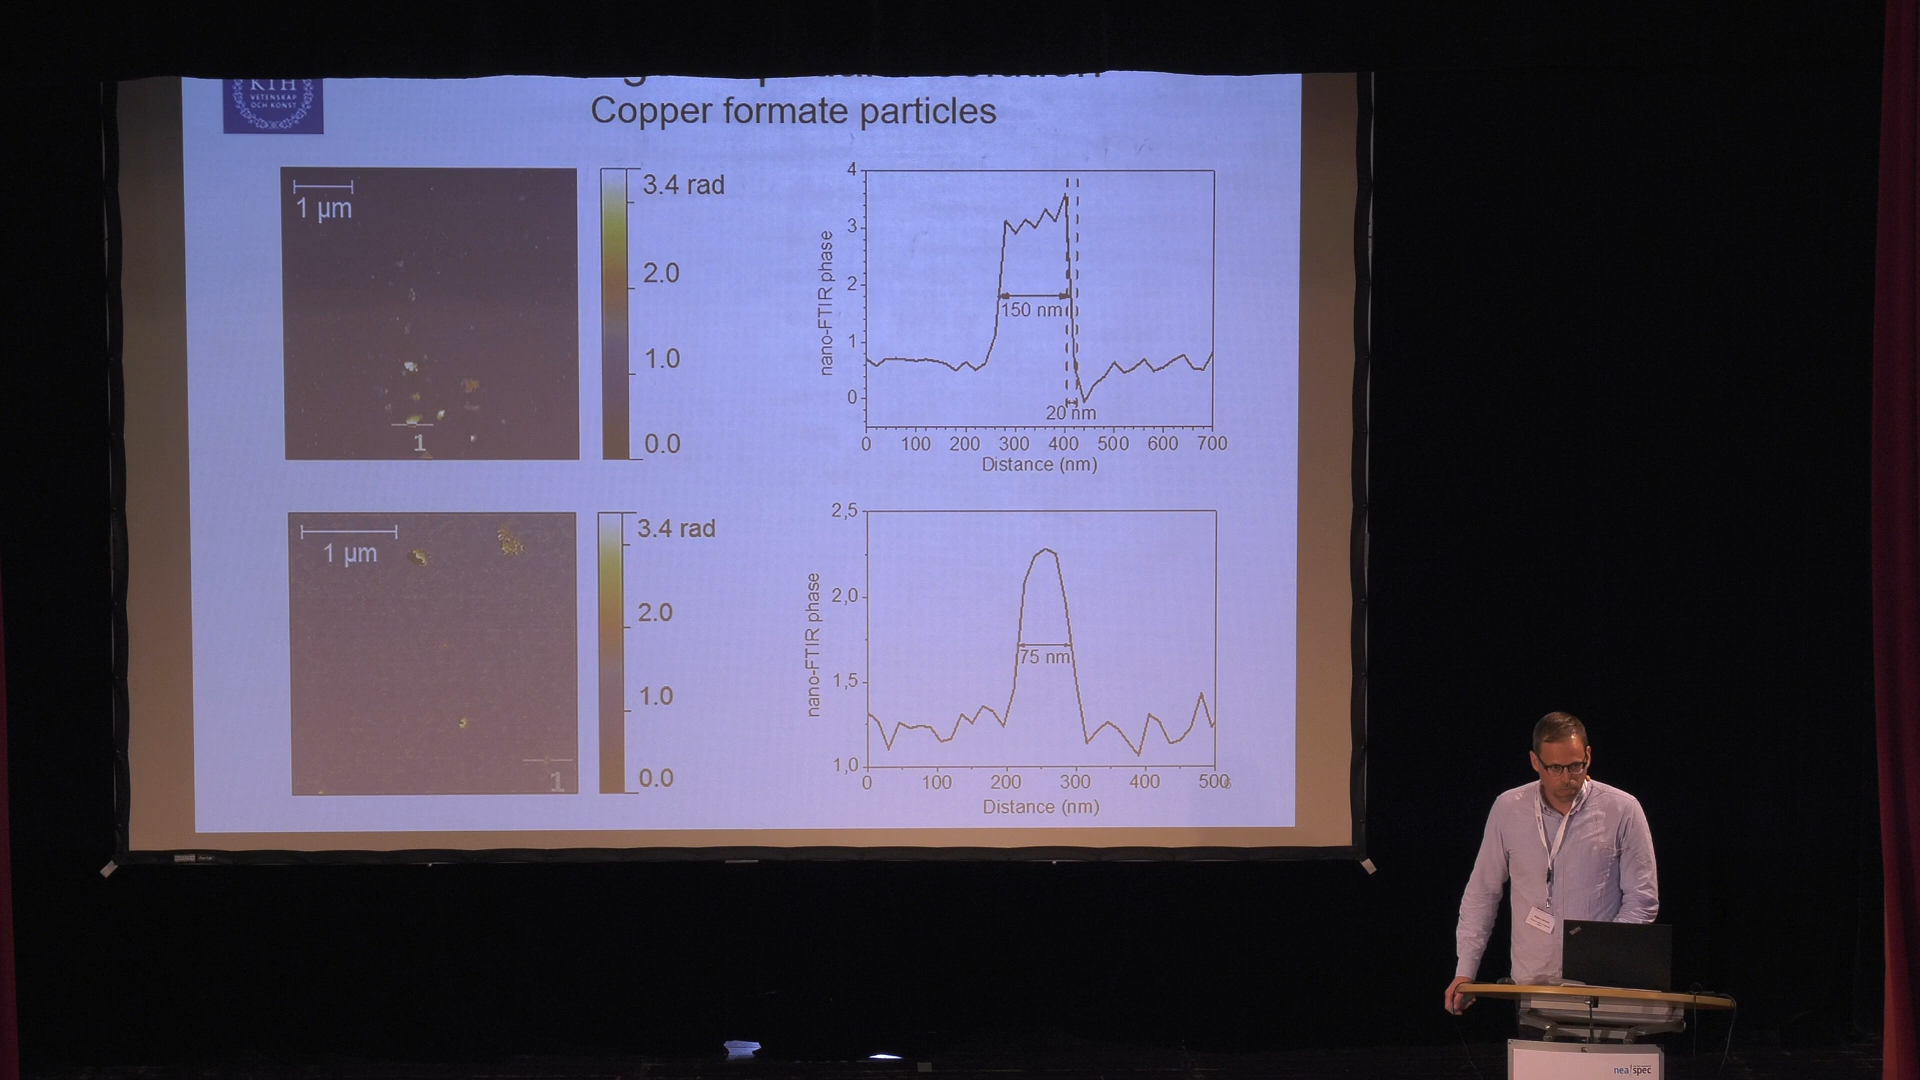 KTH
VETENSKAP
OCH KONST
Copper formate particles
1 µm
1
3.4 rad
2.0
1.0
0.0
nano-FTIR phase
4
3
2
1
0
150 nm
20 nm
0 100 200 300 400 500 600 700
Distance (nm)
1 µm
1
3.4 rad
2.0
1.0
0.0
nano-FTIR phase
2,5
2,0
1,5
1,0
75 nm
0 100 200 300 400 500
6
Distance (nm)
neaspec